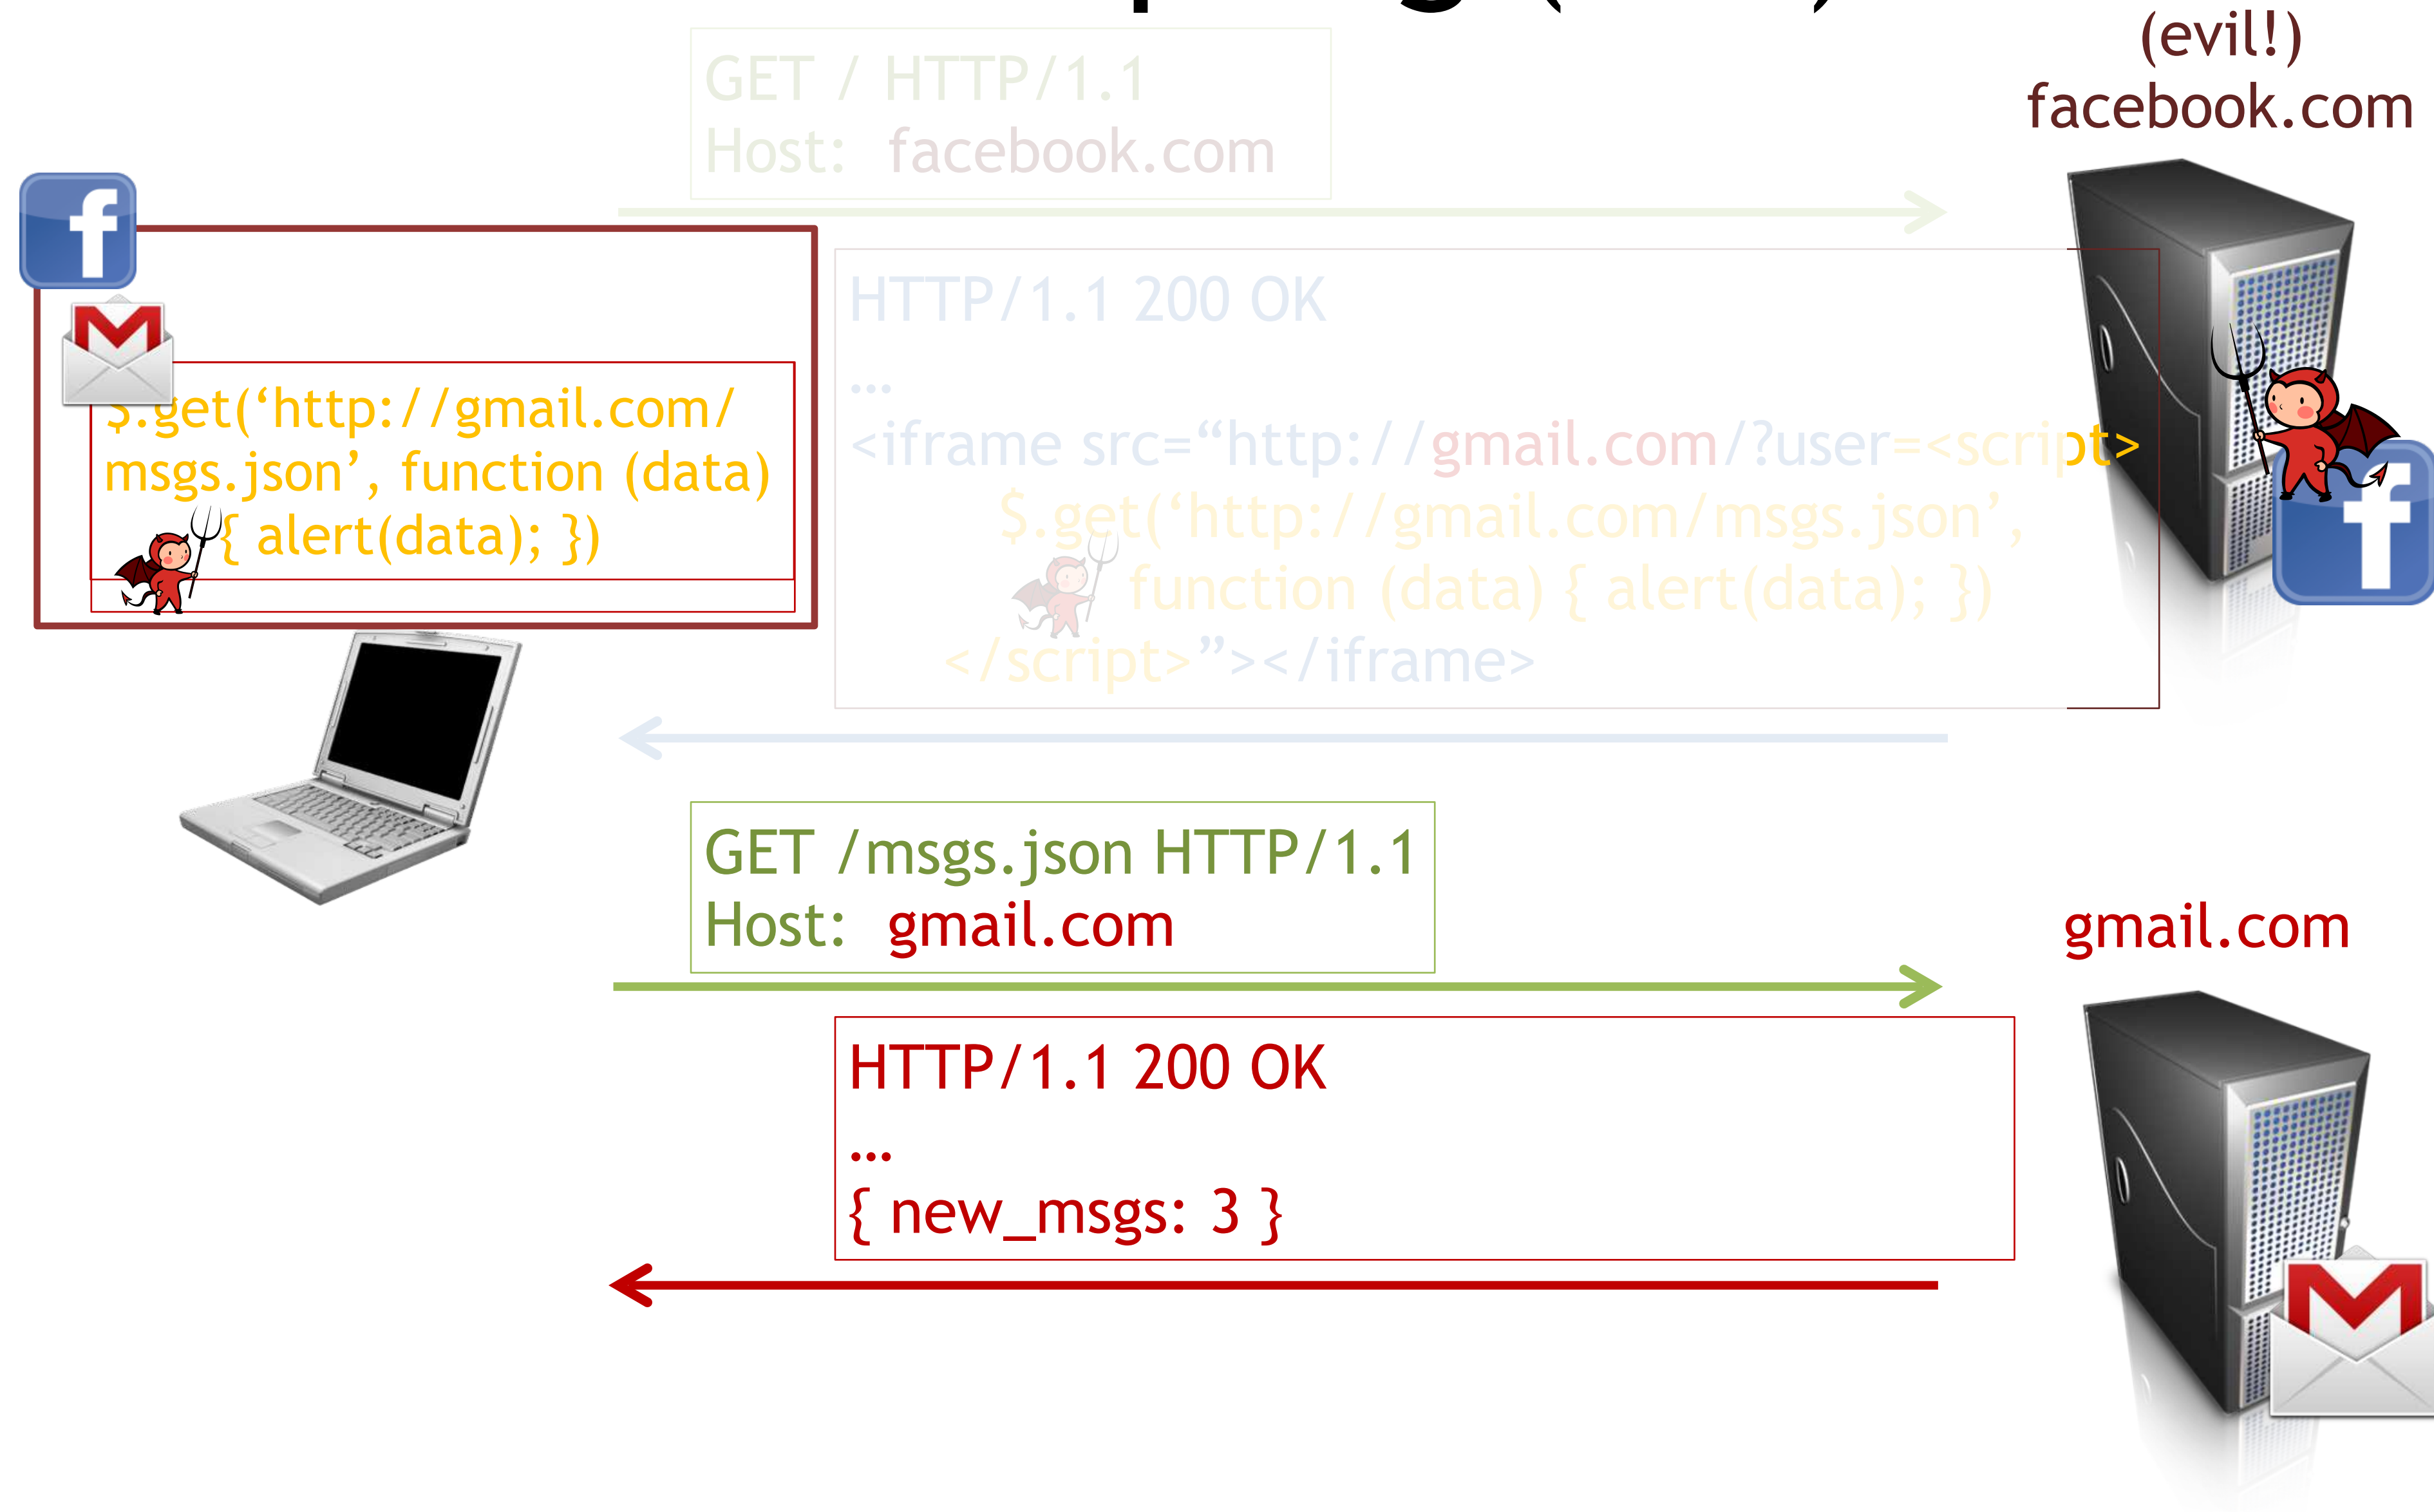 (evil!)
facebook.com
GET / HTTP/1.1
Host: facebook.com
HTTP/1.1 200 OK
…
<iframe src=“http://gmail.com/?user=<script>
$.get(‘http://gmail.com/msgs.json’,
function (data) { alert(data); })
</script>”></iframe>
$.get(‘http://gmail.com/
msgs.json’, function (data)
{ alert(data); })
GET /msgs.json HTTP/1.1
Host: gmail.com
gmail.com
HTTP/1.1 200 OK
…
{ new_msgs: 3 }